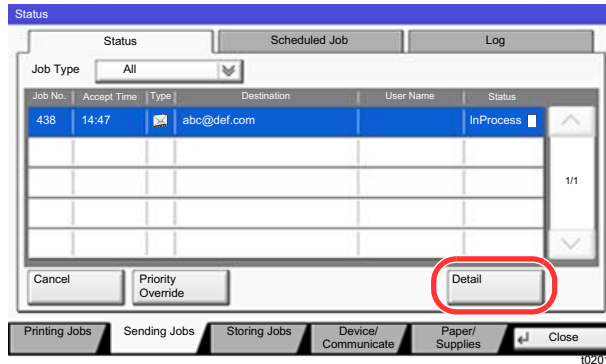 Status
Status Scheduled Job Log
Job Type All
Job No. Accept Time Type Destination User Name Status
438 14:47 abc@def.com InProcess
1/1
Cancel Priority Override Detail
Printing Jobs Sending Jobs Storing Jobs Device/ Communicate Paper/ Supplies Close
t0201